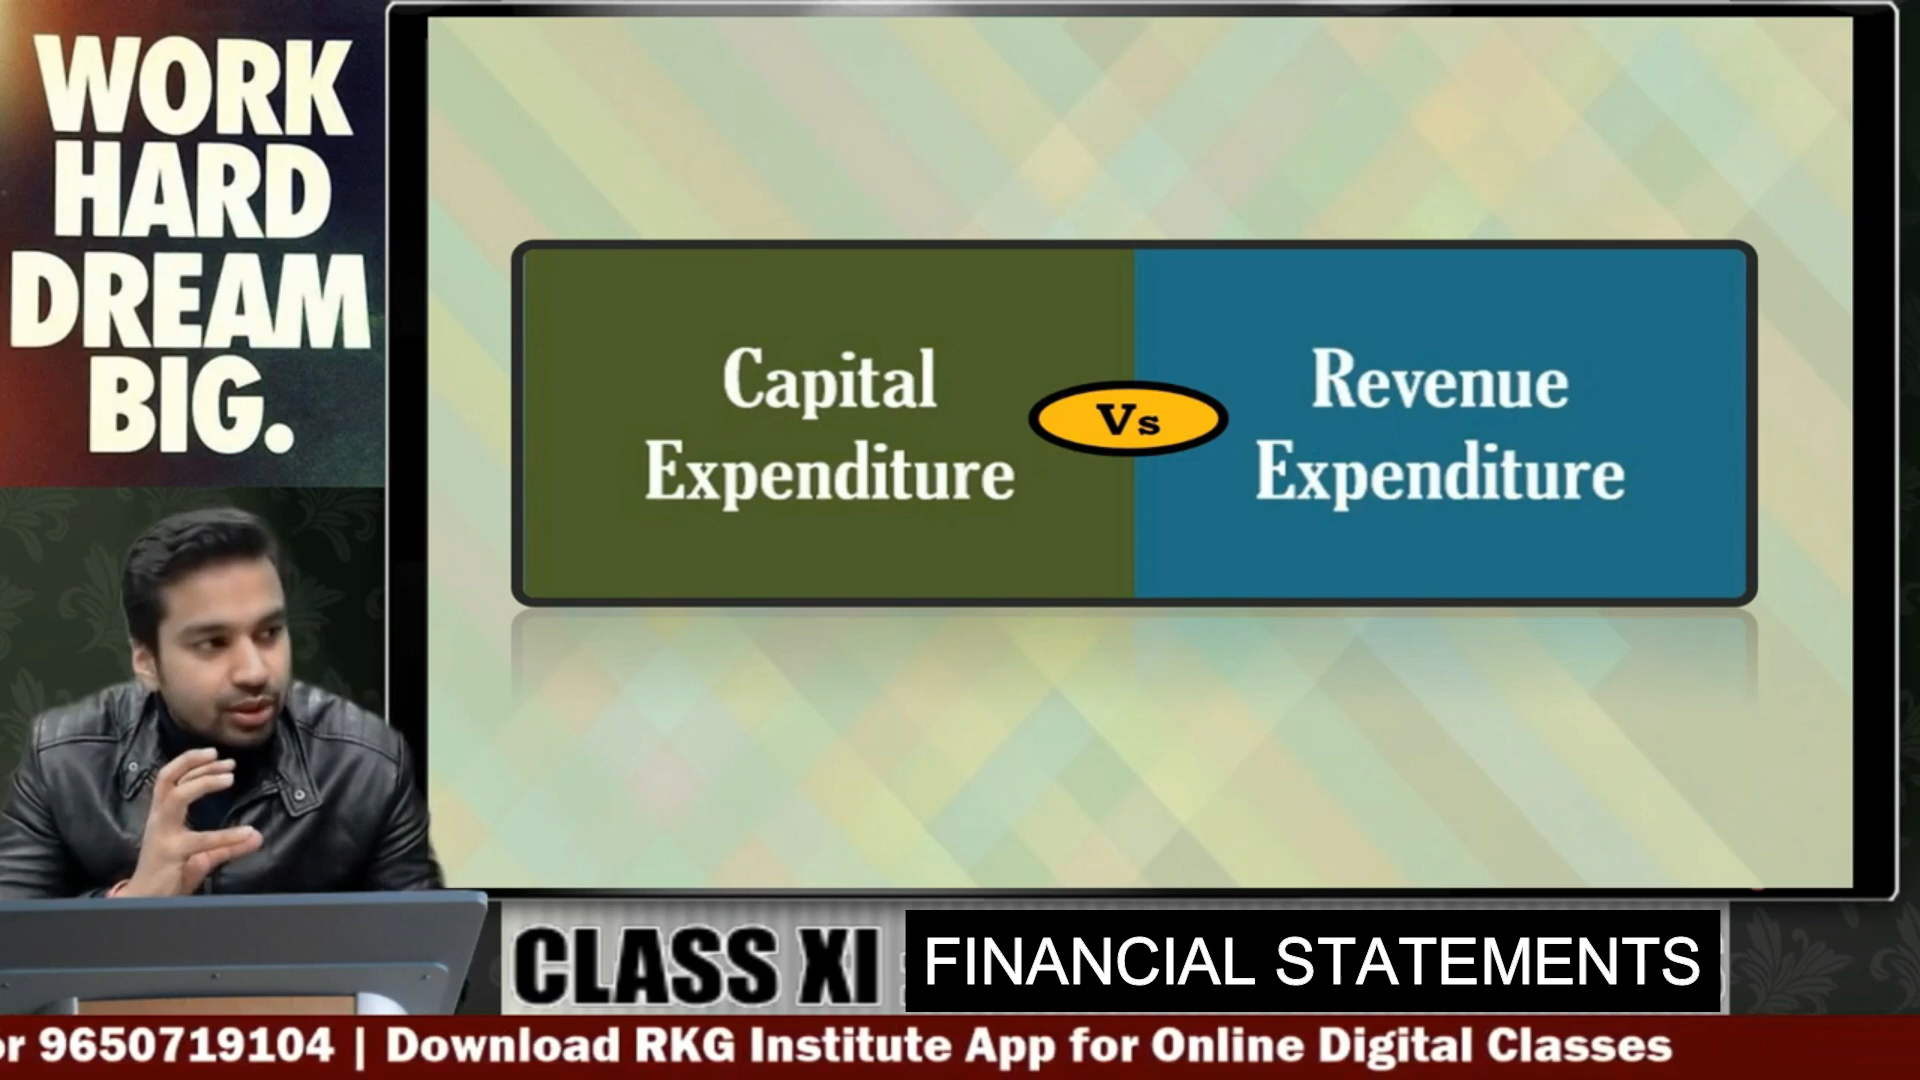 WORK
HARD
DREAM
BIG.
Capital
Expenditure
Vs
Revenue
Expenditure
CLASS XI
FINANCIAL STATEMENTS
9650719104 | Download RKG Institute App for Online Digital Classes